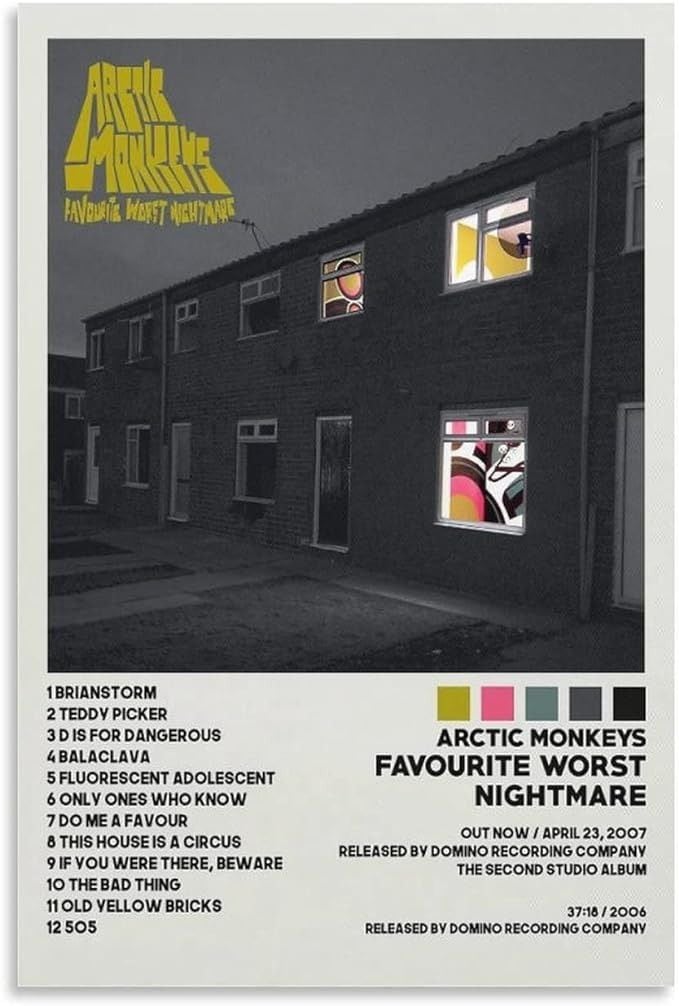 ARCTIC
MONKEYS
FAVOURITE WORST NIGHTMARE
1 BRIANSTORM
2 TEDDY PICKER
3 D IS FOR DANGEROUS
4 BALACLAVA
5 FLUORESCENT ADOLESCENT
6 ONLY ONES WHO KNOW
7 DO ME A FAVOUR
8 THIS HOUSE IS A CIRCUS
9 IF YOU WERE THERE, BEWARE
10 THE BAD THING
11 OLD YELLOW BRICKS
12 505
ARCTIC MONKEYS
FAVOURITE WORST
NIGHTMARE
OUT NOW / APRIL 23, 2007
RELEASED BY DOMINO RECORDING COMPANY
THE SECOND STUDIO ALBUM
37:18 / 2006
RELEASED BY DOMINO RECORDING COMPANY